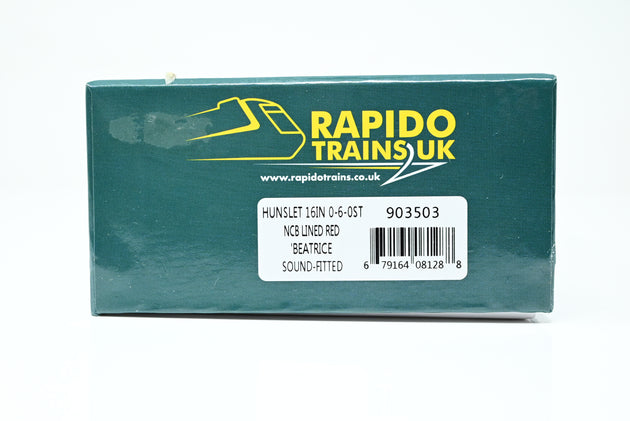 RAPIDO
TRAINS UK
www.rapidotrains.co.uk
HUNSLET 16IN 0-6-0ST 903503
NCB LINED RED
'BEATRICE
SOUND-FITTED
6 79164 08128 8